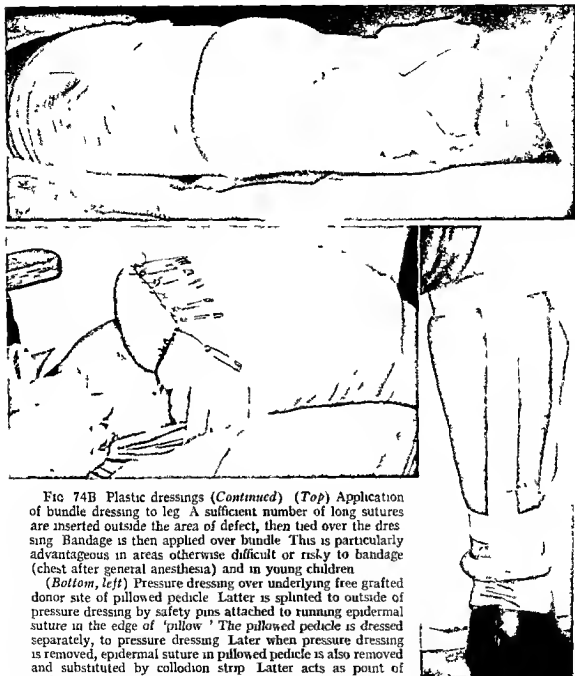 FIG 74B Plastic dressings (Continued) (Top) Application
of bundle dressing to leg A sufficient number of long sutures
are inserted outside the area of defect, then tied over the dres
sing Bandage is then applied over bundle This is particularly
advantageous in areas otherwise difficult or risky to bandage
(chest after general anesthesia) and in young children
(Bottom, left) Pressure dressing over underlying free grafted
donor site of pillowed pedicle Latter is splinted to outside of
pressure dressing by safety pins attached to running epidermal
suture in the edge of 'pillow ' The pillowed pedicle is dressed
separately, to pressure dressing Later when pressure dressing
is removed, epidermal suture in pillowed pedicle is also removed
and substituted by collodion strip Latter acts as point of